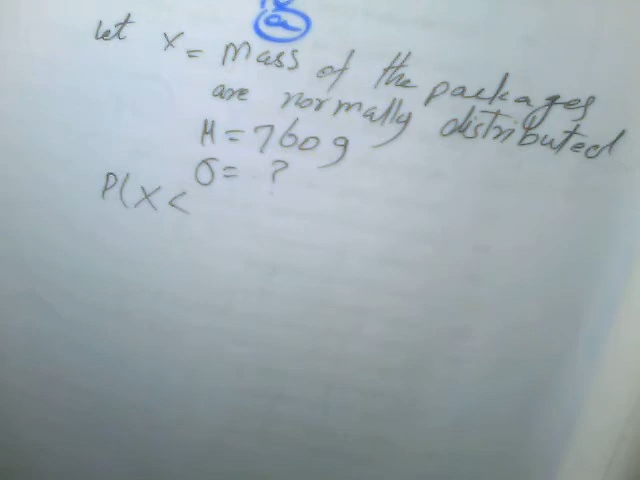 a
let x = mass of the packages
are normally distributed
μ = 760 g
σ = ?
P(X <